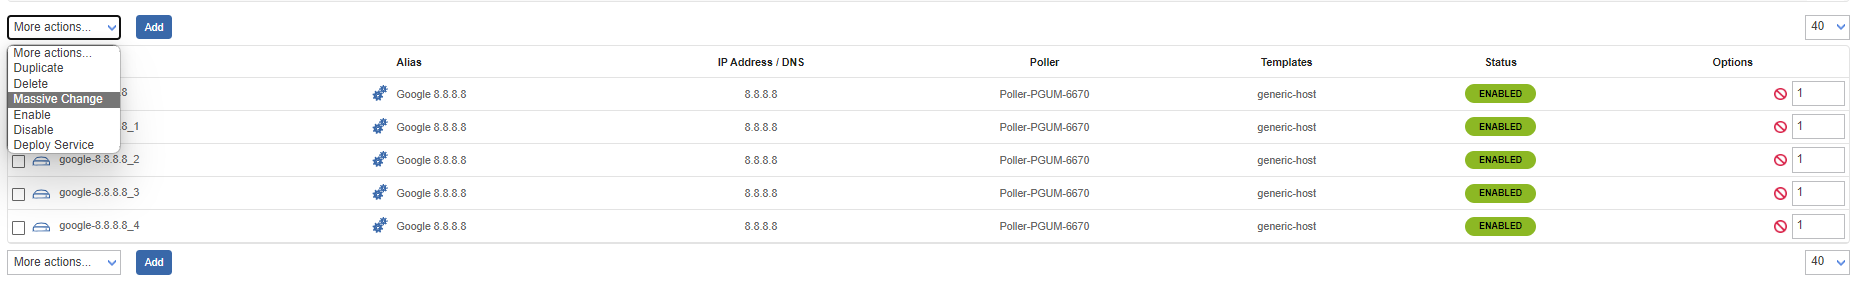 More actions... Add 40
More actions...
Duplicate
Delete
Massive Change
Enable
Disable
Deploy Service
Alias IP Address / DNS Poller Templates Status Options
8 Google 8.8.8.8 8.8.8.8 Poller-PGUM-6670 generic-host ENABLED 1
8_1 Google 8.8.8.8 8.8.8.8 Poller-PGUM-6670 generic-host ENABLED 1
google-8.8.8.8_2 Google 8.8.8.8 8.8.8.8 Poller-PGUM-6670 generic-host ENABLED 1
google-8.8.8.8_3 Google 8.8.8.8 8.8.8.8 Poller-PGUM-6670 generic-host ENABLED 1
google-8.8.8.8_4 Google 8.8.8.8 8.8.8.8 Poller-PGUM-6670 generic-host ENABLED 1
More actions... Add 40